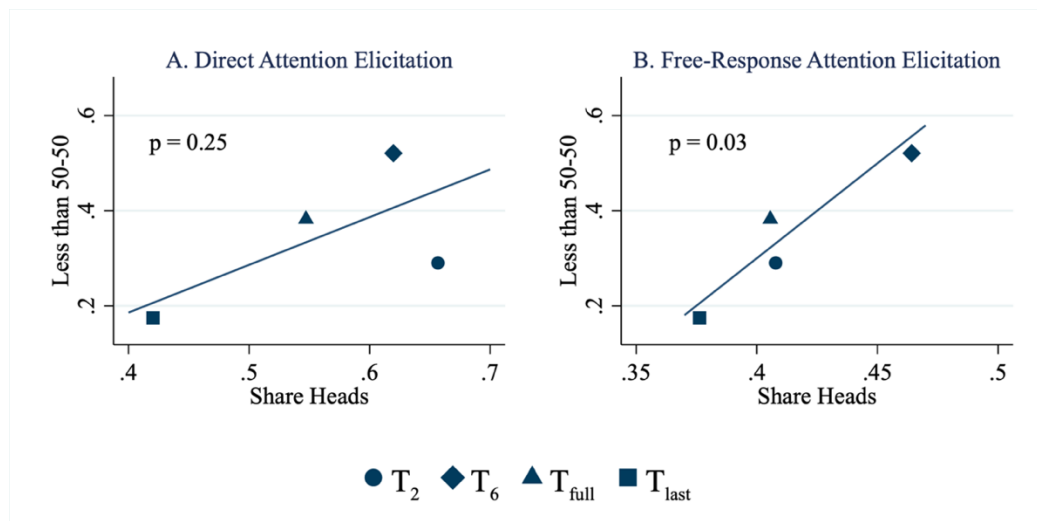 A. Direct Attention Elicitation
Less than 50-50
.6
.4
.2
p = 0.25
.4 .5 .6 .7
Share Heads
B. Free-Response Attention Elicitation
Less than 50-50
.6
.4
.2
p = 0.03
.35 .4 .45 .5
Share Heads
T2 T6 Tfull Tlast